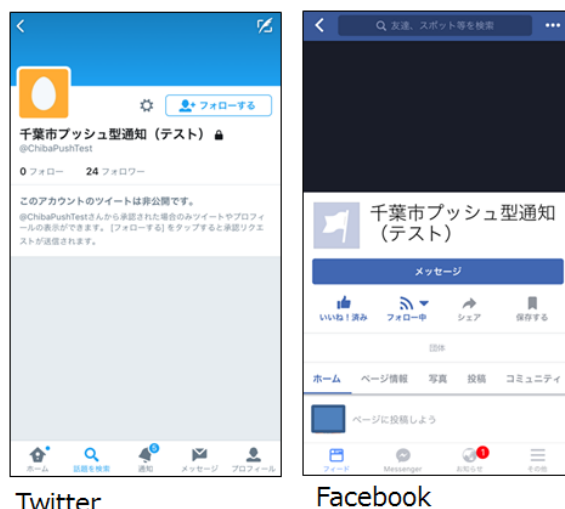 フォローする
千葉市プッシュ型通知（テスト）
@ChibaPushTest
0 フォロー 24 フォロワー
このアカウントのツイートは非公開です。
@ChibaPushTestさんから承認された場合のみツイートやプロフィ
ールの表示ができます。 [フォローする] をタップすると承認リクエ
ストが送信されます。
5
ホーム 話題を検索 通知 メッセージ プロフィール
Twitter
友達、スポット等を検索
千葉市プッシュ型通知
（テスト）
メッセージ
いいね！済み フォロー中 シェア 保存する
団体
ホーム ページ情報 写真 投稿 コミュニティ
ページに投稿しよう
1
フィード Messenger お知らせ その他
Facebook